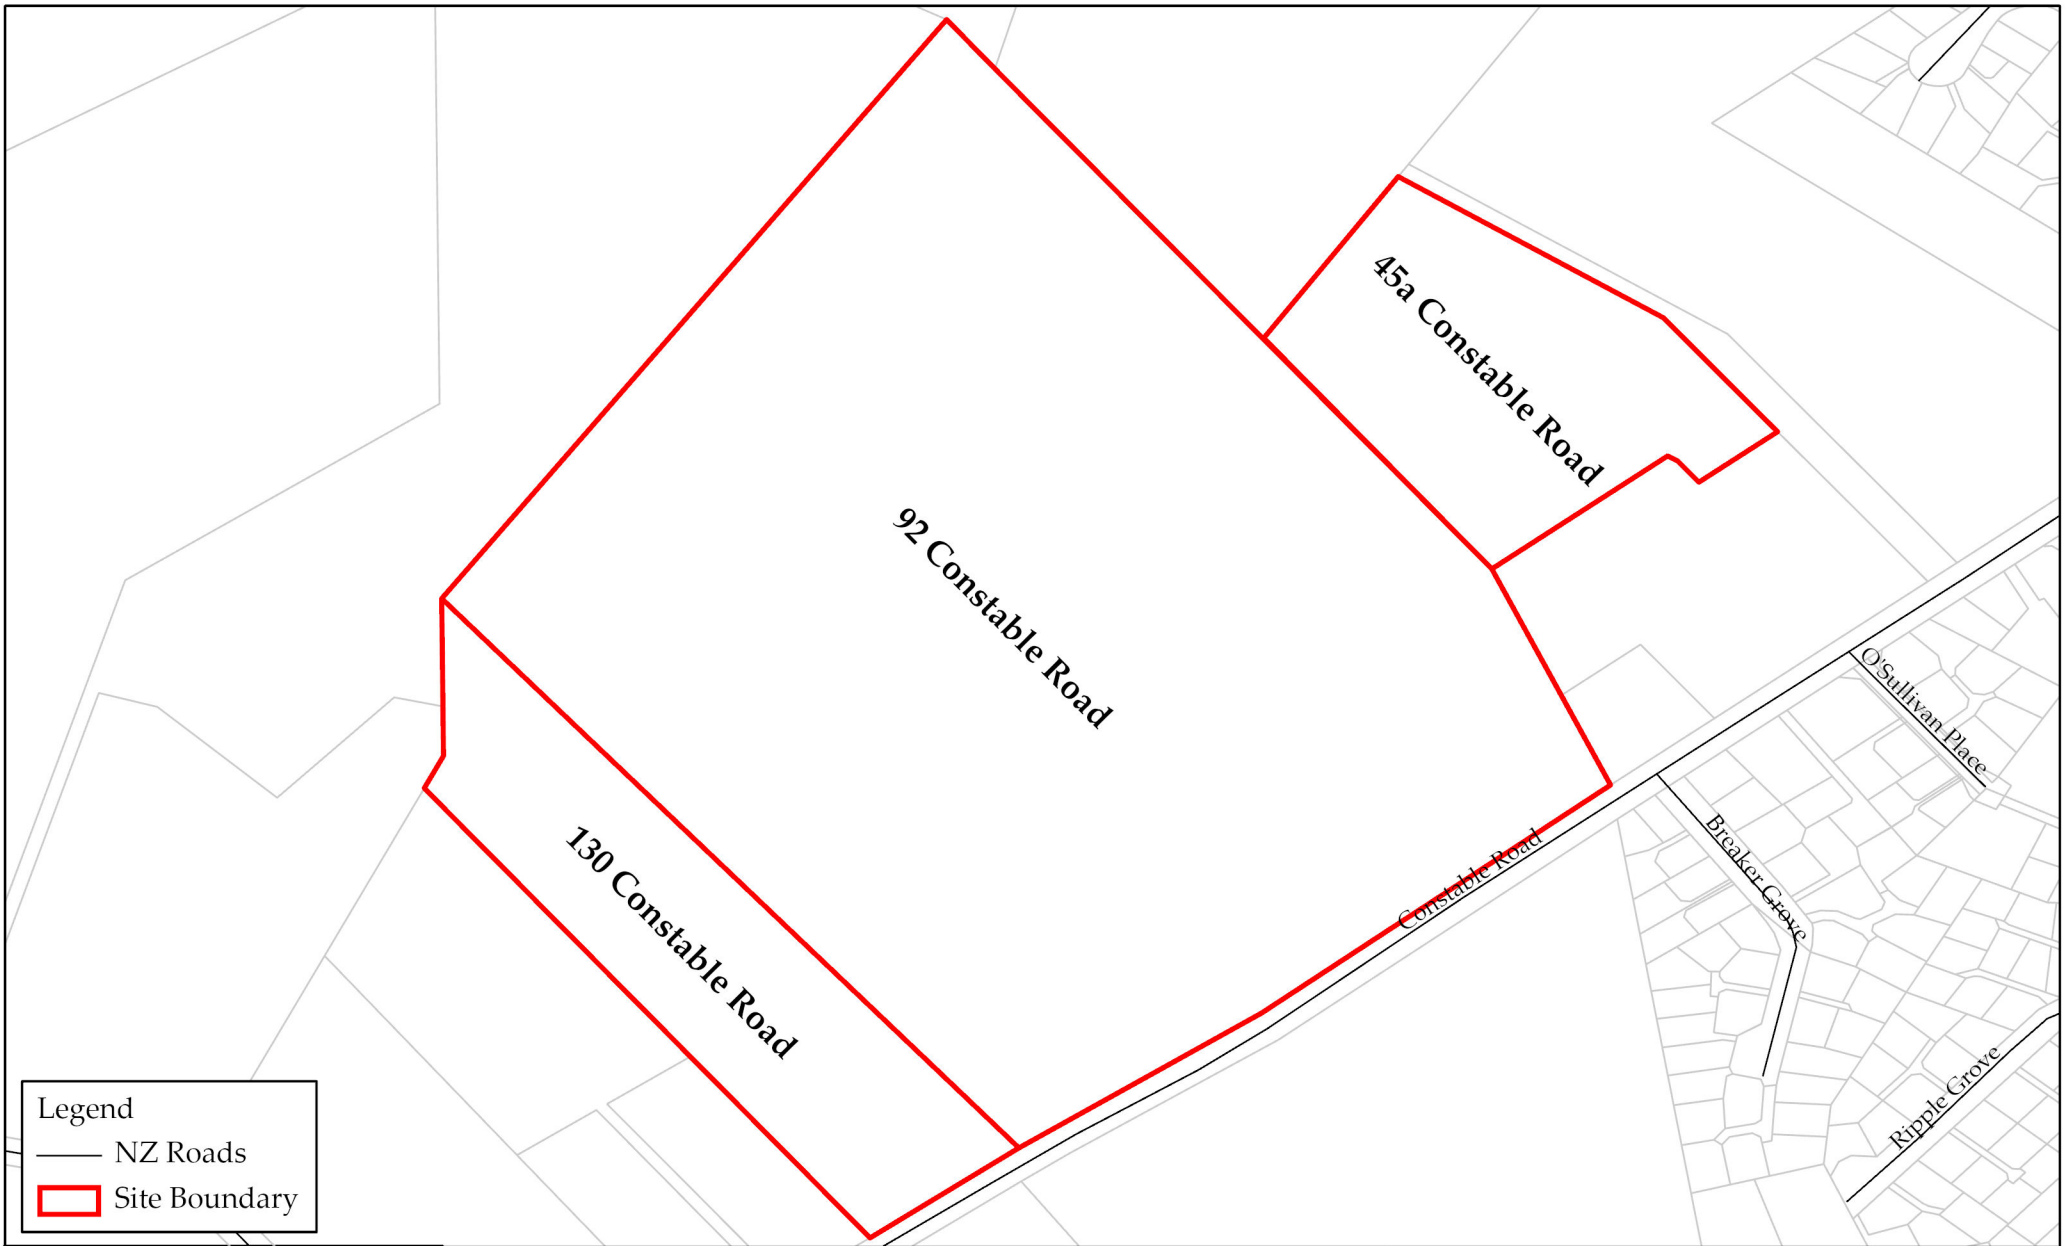 45a Constable Road
92 Constable Road
O'Sullivan Place
Constable Road
Breaker Grove
130 Constable Road
Ripple Grove
Legend
NZ Roads
Site Boundary